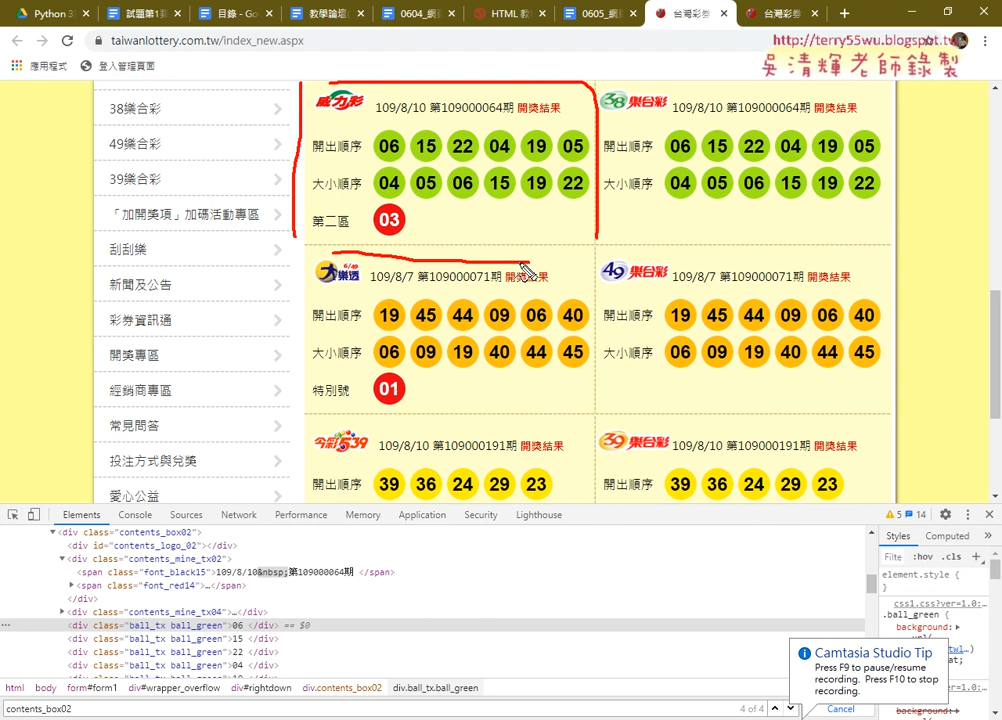 Python 3
試題第1
目錄 - Go
教學論壇(
0604_網
HTML 教
0605_網
台灣彩券
台灣彩券
taiwanlottery.com.tw/index_new.aspx
http://terry55wu.blogspot.tw
應用程式
登入管理頁面
吳清輝老師錄製
38樂合彩
49樂合彩
39樂合彩
「加開獎項」加碼活動專區
刮刮樂
新聞及公告
彩券資訊通
開獎專區
經銷商專區
常見問答
投注方式與兌獎
愛心公益
威力彩 109/8/10 第109000064期 開獎結果
開出順序 06 15 22 04 19 05
大小順序 04 05 06 15 19 22
第二區 03
38樂合彩 109/8/10 第109000064期 開獎結果
開出順序 06 15 22 04 19 05
大小順序 04 05 06 15 19 22
6/49 大樂透 109/8/7 第109000071期 開獎結果
開出順序 19 45 44 09 06 40
大小順序 06 09 19 40 44 45
特別號 01
49樂合彩 109/8/7 第109000071期 開獎結果
開出順序 19 45 44 09 06 40
大小順序 06 09 19 40 44 45
今彩539 109/8/10 第109000191期 開獎結果
開出順序 39 36 24 29 23
39樂合彩 109/8/10 第109000191期 開獎結果
開出順序 39 36 24 29 23
Elements Console Sources Network Performance Memory Application Security Lighthouse 5 14
<div class="contents_box02">
<div id="contents_logo_02"></div>
<div class="contents_mine_tx02">
<span class="font_black15">109/8/10&nbsp;第109000064期 </span>
<span class="font_red14">…</span>
</div>
<div class="contents_mine_tx04">…</div>
<div class="ball_tx ball_green">06 </div> == $0
<div class="ball_tx ball_green">15 </div>
<div class="ball_tx ball_green">22 </div>
<div class="ball_tx ball_green">04 </div>
Styles Computed »
Filte :hov .cls +
element.style {
}
css1.css?ver=1.0:
.ball_green {
background:
Camtasia Studio Tip
Press F9 to pause/resume
recording. Press F10 to stop
recording.
html body form#form1 div#wrapper_overflow div#rightdown div.contents_box02 div.ball_tx.ball_green
contents_box02 4 of 4 Cancel